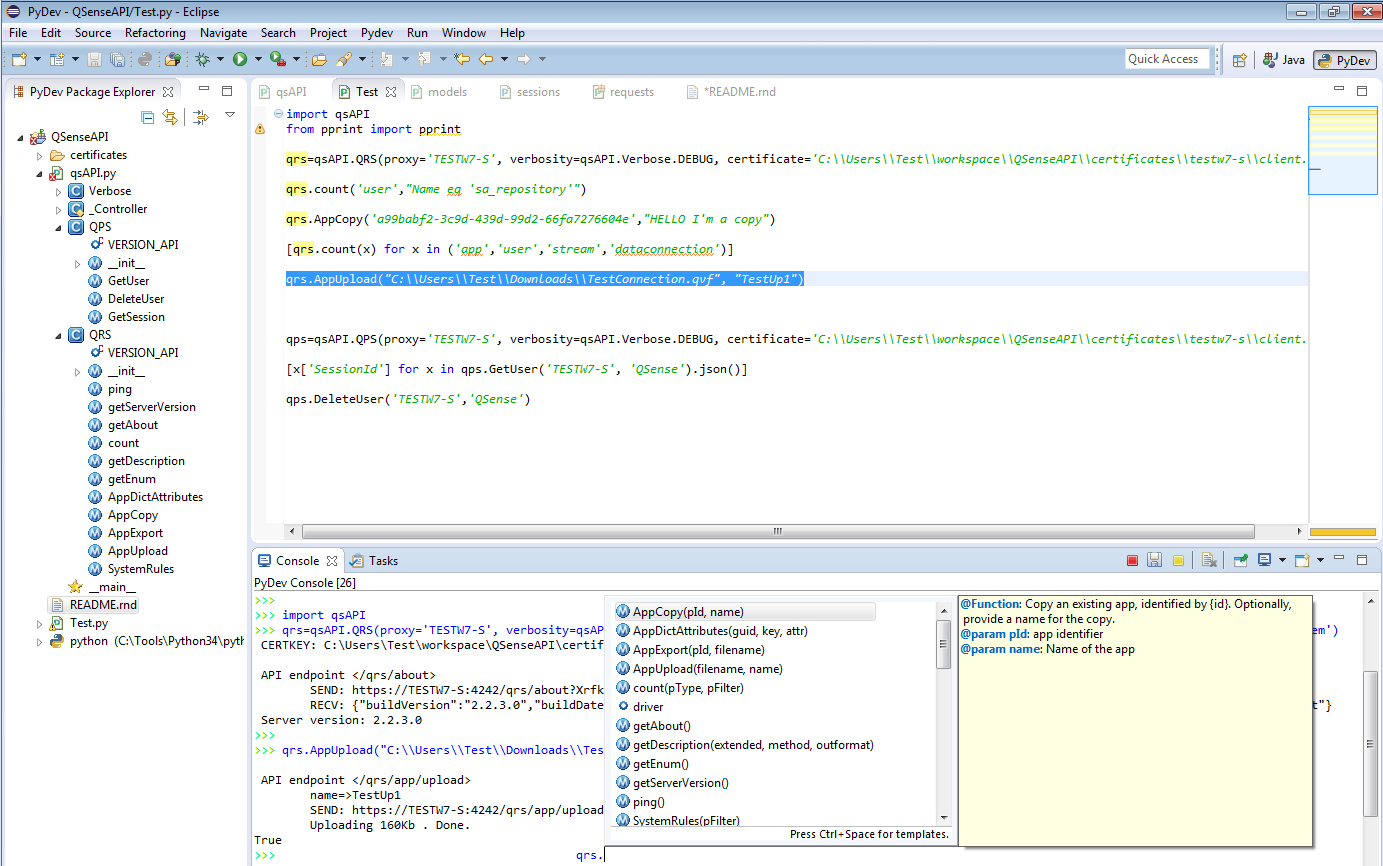 PyDev - QSenseAPI/Test.py - Eclipse
File Edit Source Refactoring Navigate Search Project Pydev Run Window Help
Quick Access
Java
PyDev
PyDev Package Explorer
QSenseAPI
certificates
qsAPI.py
Verbose
_Controller
QPS
VERSION_API
__init__
GetUser
DeleteUser
GetSession
QRS
VERSION_API
__init__
ping
getServerVersion
getAbout
count
getDescription
getEnum
AppDictAttributes
AppCopy
AppExport
AppUpload
SystemRules
__main__
README.md
Test.py
python (C:\Tools\Python34\pyth
qsAPI Test models sessions requests *README.md
import qsAPI
from pprint import pprint
qrs=qsAPI.QRS(proxy='TESTW7-S', verbosity=qsAPI.Verbose.DEBUG, certificate='C:\\Users\\Test\\workspace\\QSenseAPI\\certificates\\testw7-s\\client.
qrs.count('user',"Name eq 'sa_repository'")
qrs.AppCopy('a99babf2-3c9d-439d-99d2-66fa7276604e',"HELLO I'm a copy")
[qrs.count(x) for x in ('app','user','stream','dataconnection')]
qrs.AppUpload("C:\\Users\\Test\\Downloads\\TestConnection.qvf", "TestUp1")
qps=qsAPI.QPS(proxy='TESTW7-S', verbosity=qsAPI.Verbose.DEBUG, certificate='C:\\Users\\Test\\workspace\\QSenseAPI\\certificates\\testw7-s\\client.
[x['SessionId'] for x in qps.GetUser('TESTW7-S', 'QSense').json()]
qps.DeleteUser('TESTW7-S','QSense')
Console Tasks
PyDev Console [26]
>>>
>>> import qsAPI
>>> qrs=qsAPI.QRS(proxy='TESTW7-S', verbosity=qsAP
em')
CERTKEY: C:\Users\Test\workspace\QSenseAPI\certif
API endpoint </qrs/about>
SEND: https://TESTW7-S:4242/qrs/about?Xrfk
RECV: {"buildVersion":"2.2.3.0","buildDate
t"}
Server version: 2.2.3.0
>>>
>>> qrs.AppUpload("C:\\Users\\Test\\Downloads\\Tes
API endpoint </qrs/app/upload>
name=>TestUp1
SEND: https://TESTW7-S:4242/qrs/app/upload
Uploading 160Kb . Done.
True
>>> qrs.
AppCopy(pId, name)
AppDictAttributes(guid, key, attr)
AppExport(pId, filename)
AppUpload(filename, name)
count(pType, pFilter)
driver
getAbout()
getDescription(extended, method, outformat)
getEnum()
getServerVersion()
ping()
SystemRules(pFilter)
Press Ctrl+Space for templates.
@Function: Copy an existing app, identified by {id}. Optionally,
provide a name for the copy.
@param pId: app identifier
@param name: Name of the app